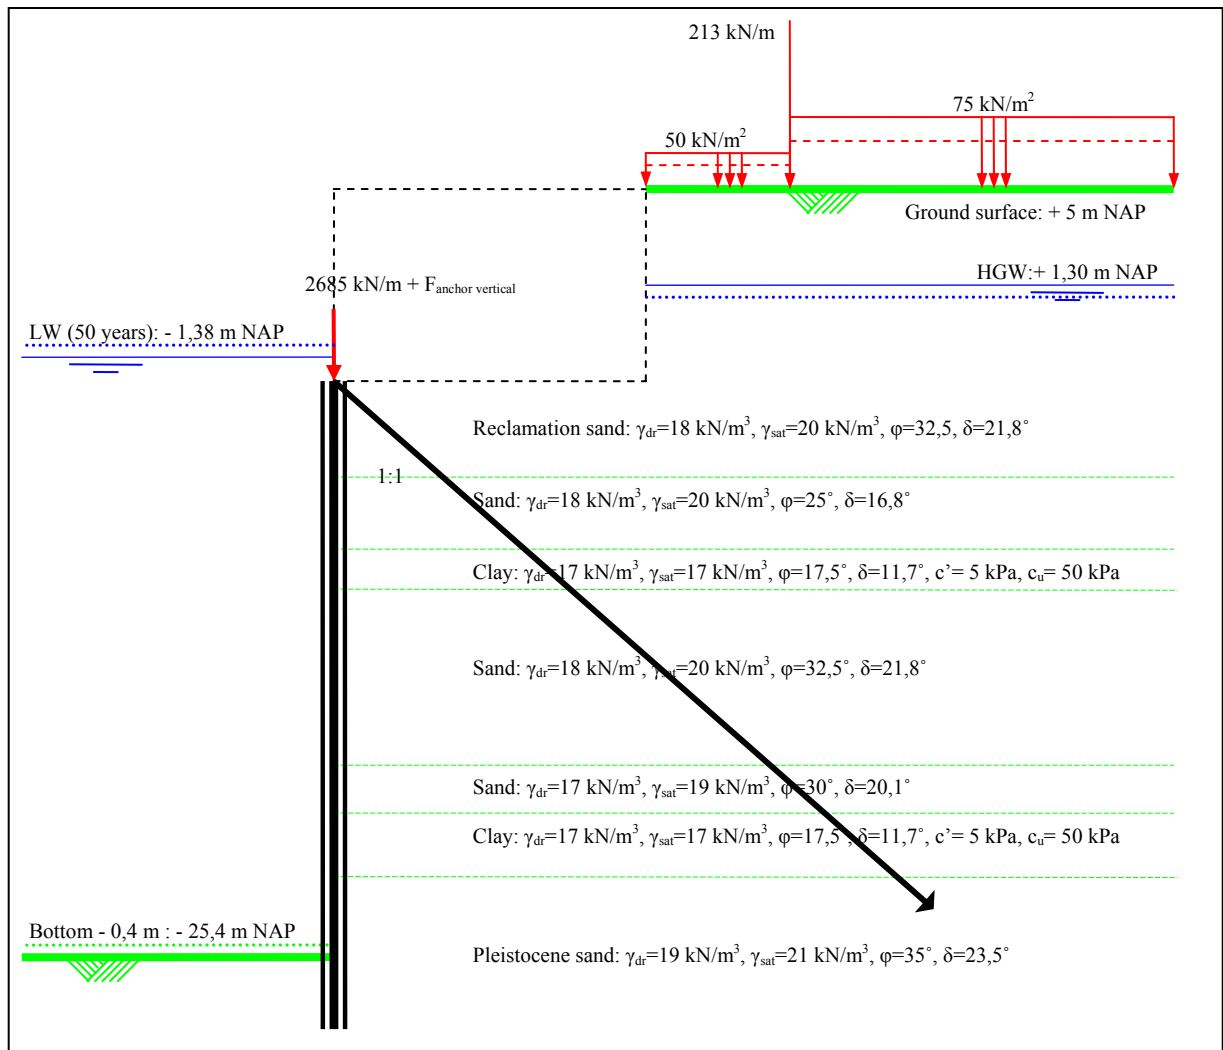 213 kN/m
75 kN/m²
50 kN/m²
Ground surface: + 5 m NAP
HGW:+ 1,30 m NAP
2685 kN/m + Fanchor vertical
LW (50 years): - 1,38 m NAP
Reclamation sand: γdr=18 kN/m³, γsat=20 kN/m³, φ=32,5, δ=21,8°
1:1
Sand: γdr=18 kN/m³, γsat=20 kN/m³, φ=25°, δ=16,8°
Clay: γdr=17 kN/m³, γsat=17 kN/m³, φ=17,5°, δ=11,7°, c’= 5 kPa, cu= 50 kPa
Sand: γdr=18 kN/m³, γsat=20 kN/m³, φ=32,5°, δ=21,8°
Sand: γdr=17 kN/m³, γsat=19 kN/m³, φ=30°, δ=20,1°
Clay: γdr=17 kN/m³, γsat=17 kN/m³, φ=17,5°, δ=11,7°, c’= 5 kPa, cu= 50 kPa
Bottom - 0,4 m : - 25,4 m NAP
Pleistocene sand: γdr=19 kN/m³, γsat=21 kN/m³, φ=35°, δ=23,5°